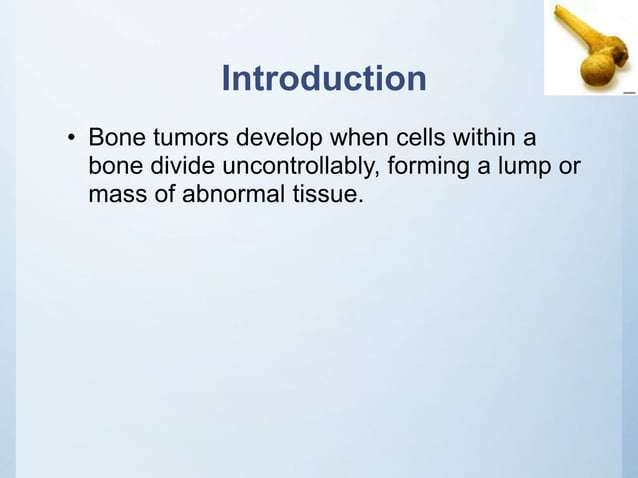 Introduction
• Bone tumors develop when cells within a
bone divide uncontrollably, forming a lump or
mass of abnormal tissue.